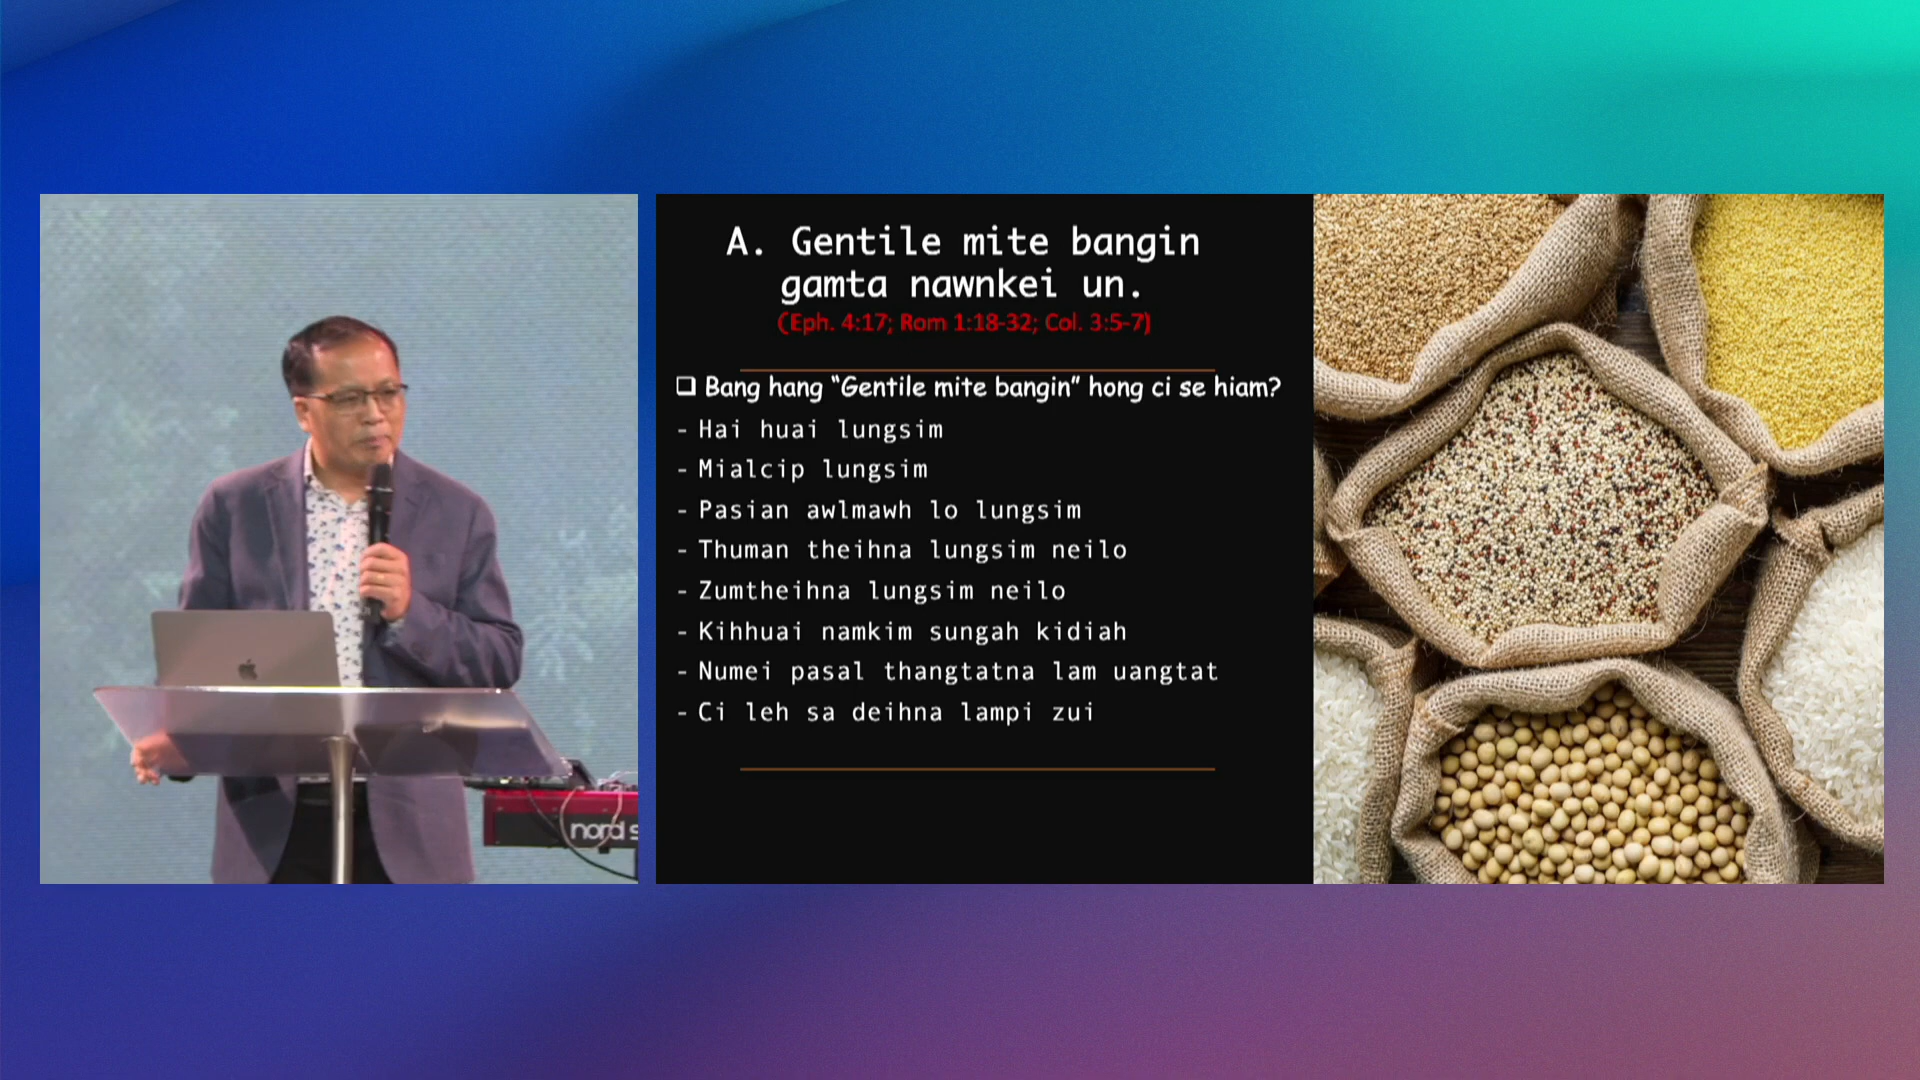 A. Gentile mite bangin
gamta nawnkei un.
(Eph. 4:17; Rom 1:18-32; Col. 3:5-7)
❑ Bang hang “Gentile mite bangin” hong ci se hiam?
- Hai huai lungsim
- Mialcip lungsim
- Pasian awlmawh lo lungsim
- Thuman theihna lungsim neilo
- Zumtheihna lungsim neilo
- Kihhuai namkim sungah kidiah
- Numei pasal thangtatna lam uangtat
- Ci leh sa deihna lampi zui
nord s